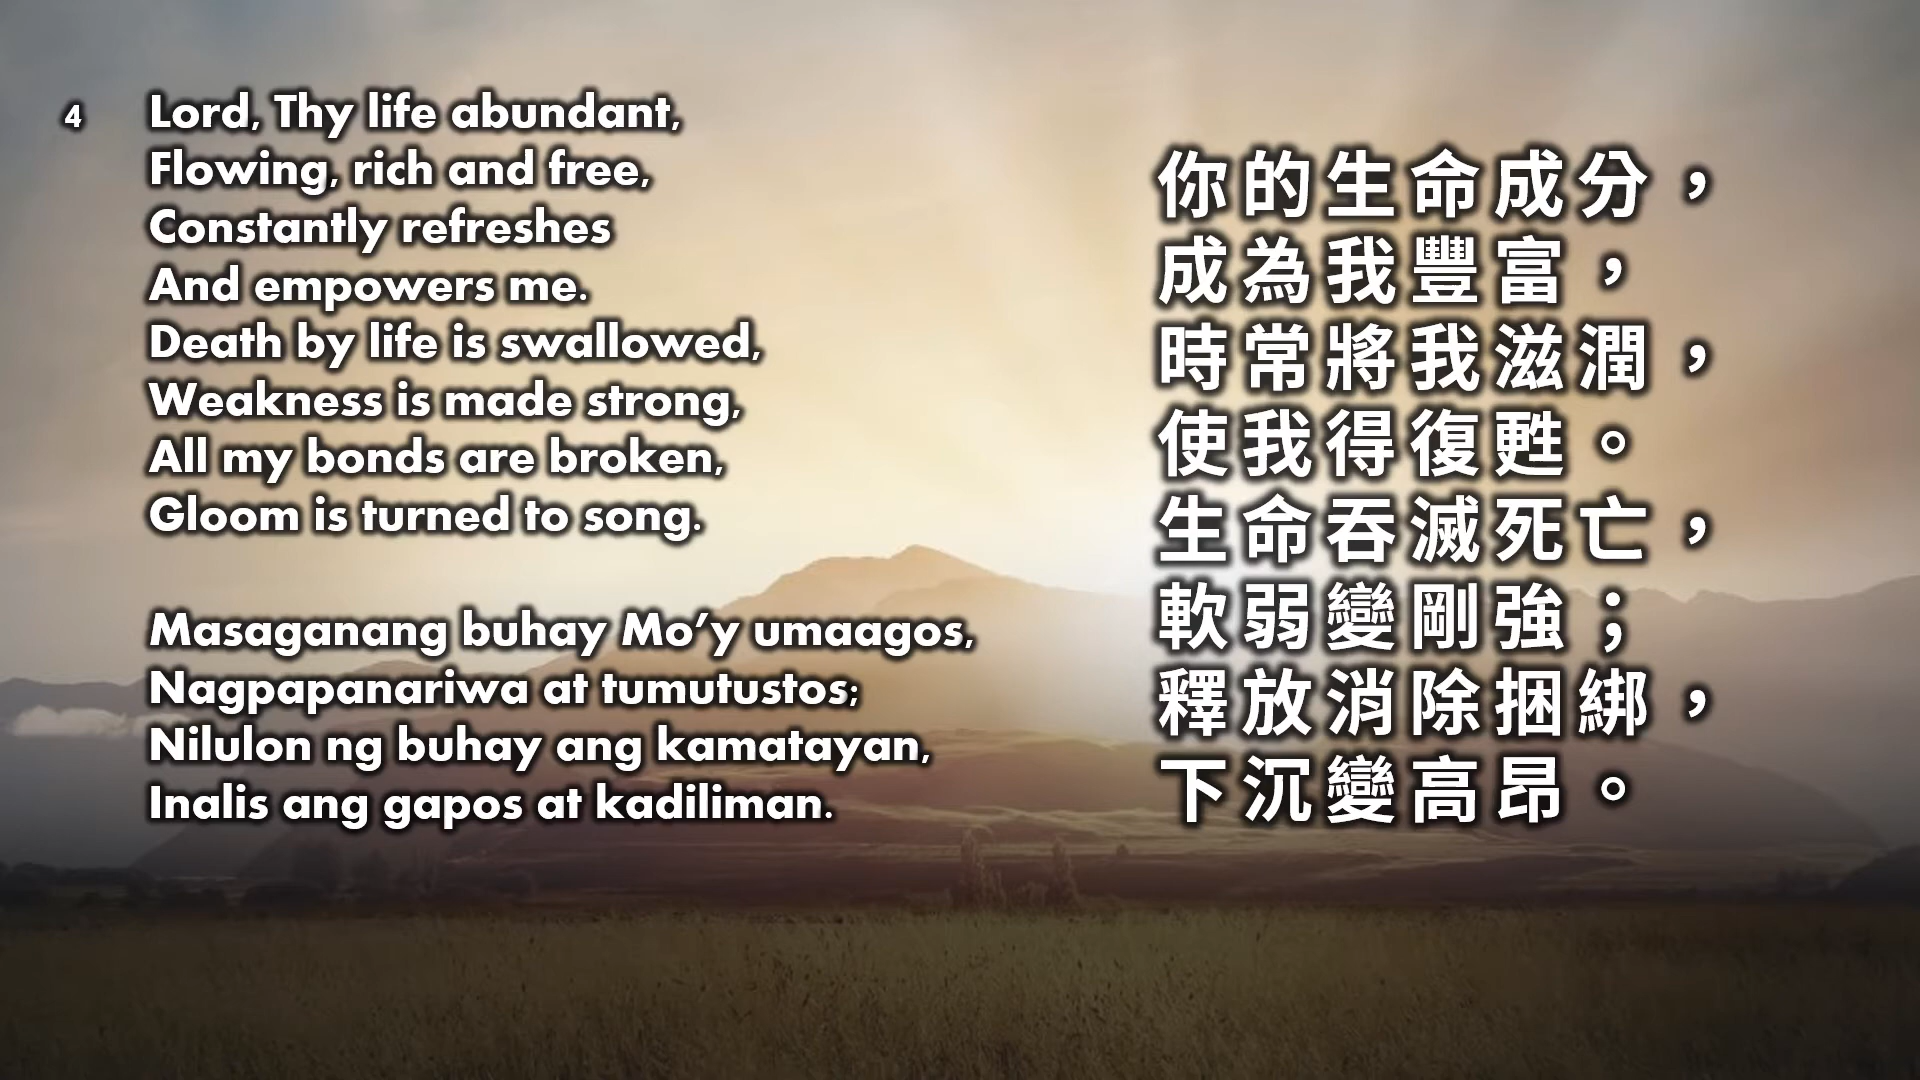 4 Lord, Thy life abundant,
Flowing, rich and free,
Constantly refreshes
And empowers me.
Death by life is swallowed,
Weakness is made strong,
All my bonds are broken,
Gloom is turned to song.
Masaganang buhay Mo’y umaagos,
Nagpapanariwa at tumutustos;
Nilulon ng buhay ang kamatayan,
Inalis ang gapos at kadiliman.
你的生命成分，
成為我豐富，
時常將我滋潤，
使我得復甦。
生命吞滅死亡，
軟弱變剛強；
釋放消除捆綁，
下沉變高昂。